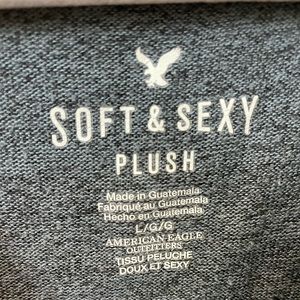 SOFT & SEXY
PLUSH
Made in Guatemala
Fabriqué au Guatemala
Hecho en Guatemala
L/G/G
AMERICAN EAGLE
OUTFITTERS
TISSU PELUCHE
DOUX ET SEXY